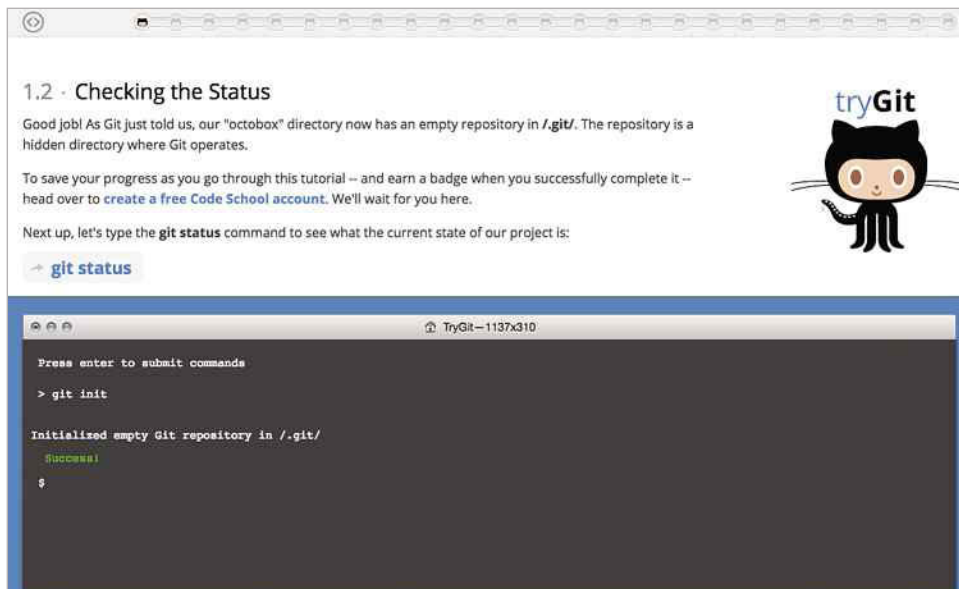 1.2 · Checking the Status
tryGit
Good job! As Git just told us, our "octobox" directory now has an empty repository in /.git/. The repository is a
hidden directory where Git operates.
To save your progress as you go through this tutorial -- and earn a badge when you successfully complete it --
head over to create a free Code School account. We'll wait for you here.
Next up, let's type the git status command to see what the current state of our project is:
git status
TryGit—1137x310
Press enter to submit commands
> git init
Initialized empty Git repository in /.git/
Success!
$